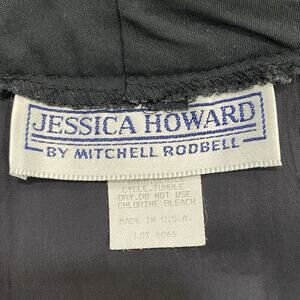 JESSICA HOWARD
BY MITCHELL RODBELL
CYCLE.TUMBLE
DRY.DO NOT USE
CHLORINE BLEACH
MADE IN U.S.A.
LOT 6066